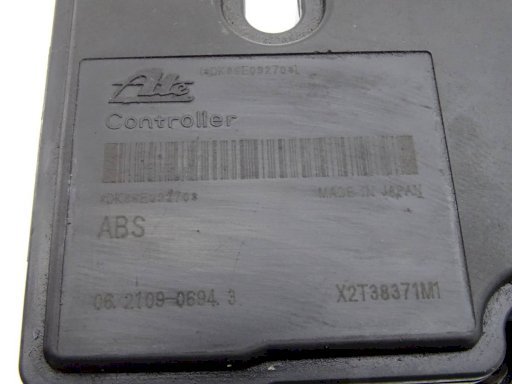 Ate
Controller
MADE IN JAPAN
ABS
06.2109-0694.3
X2T38371M1